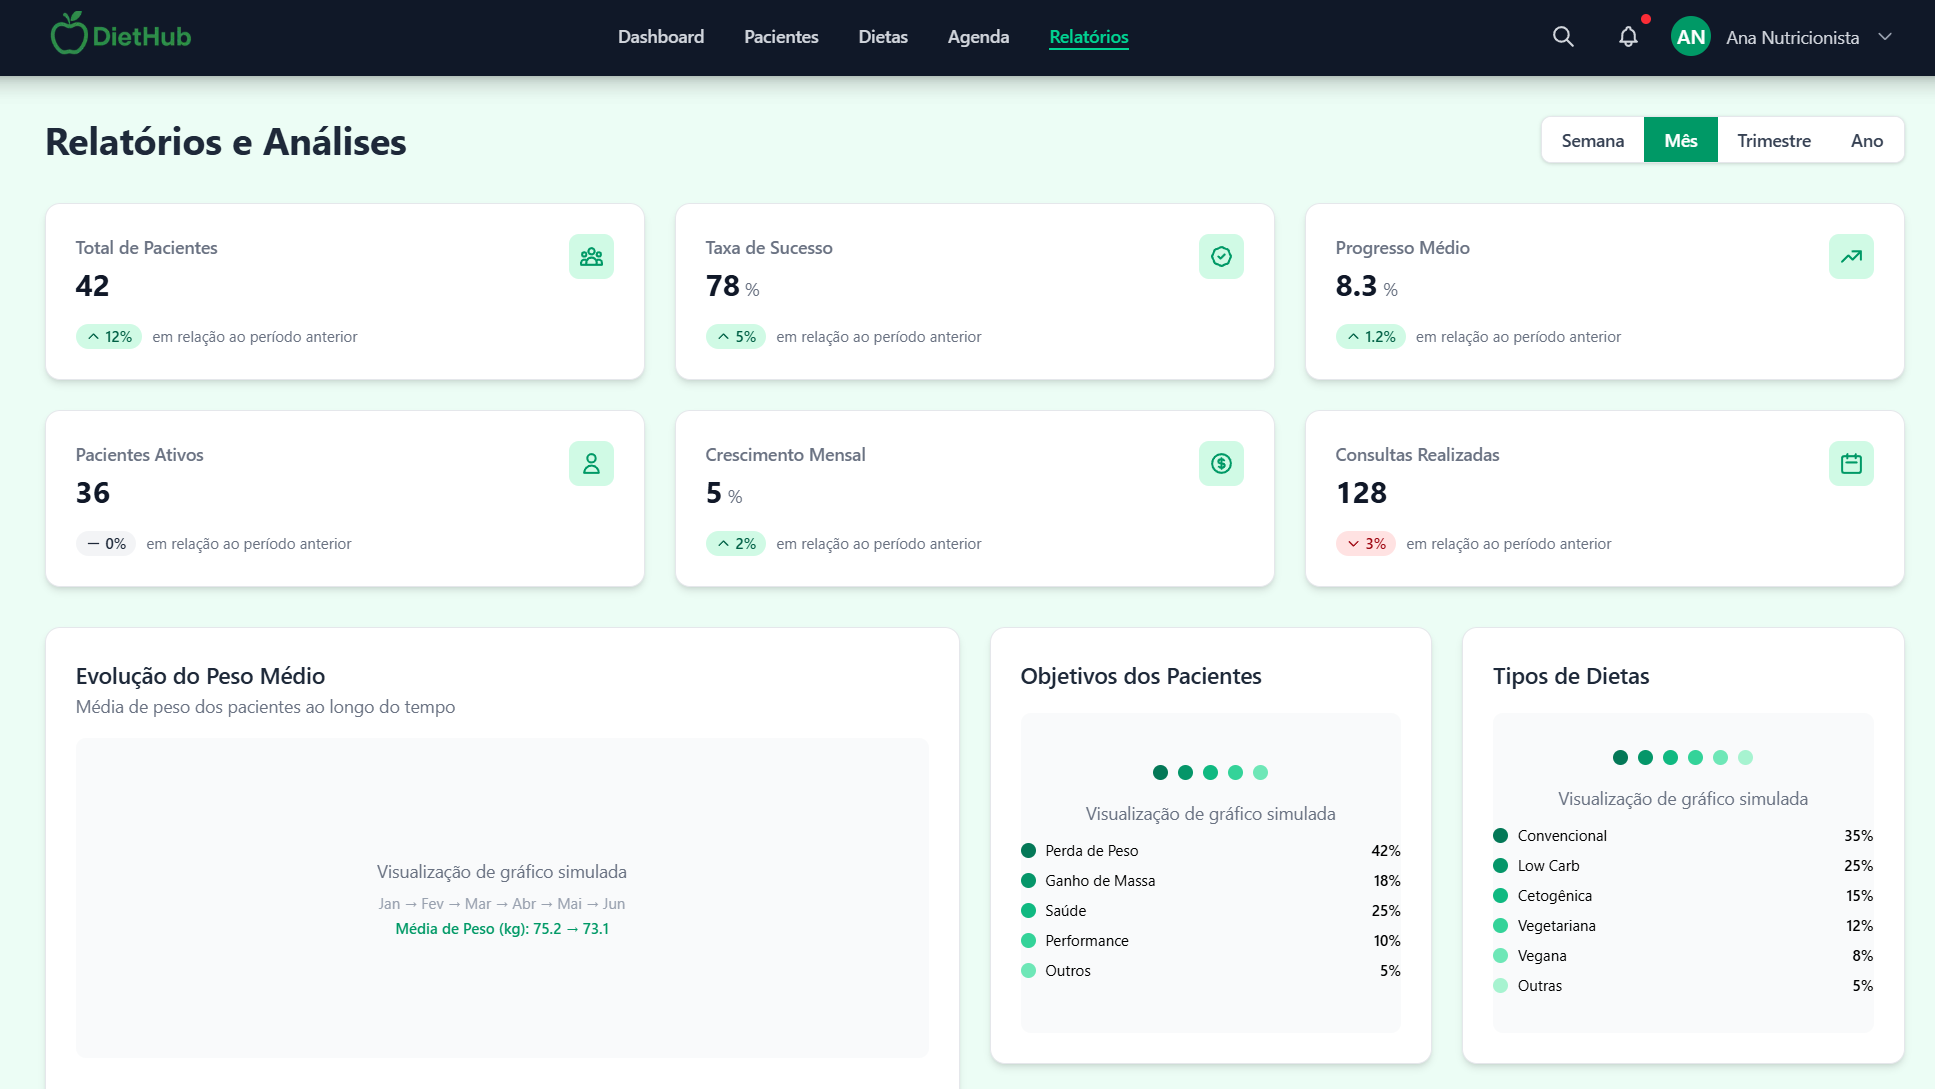 DietHub
Dashboard
Pacientes
Dietas
Agenda
Relatórios
AN
Ana Nutricionista
Relatórios e Análises
Semana
Mês
Trimestre
Ano
Total de Pacientes
42
12% em relação ao período anterior
Taxa de Sucesso
78 %
5% em relação ao período anterior
Progresso Médio
8.3 %
1.2% em relação ao período anterior
Pacientes Ativos
36
— 0% em relação ao período anterior
Crescimento Mensal
5 %
2% em relação ao período anterior
Consultas Realizadas
128
3% em relação ao período anterior
Evolução do Peso Médio
Média de peso dos pacientes ao longo do tempo
Visualização de gráfico simulada
Jan → Fev → Mar → Abr → Mai → Jun
Média de Peso (kg): 75.2 → 73.1
Objetivos dos Pacientes
Visualização de gráfico simulada
Perda de Peso 42%
Ganho de Massa 18%
Saúde 25%
Performance 10%
Outros 5%
Tipos de Dietas
Visualização de gráfico simulada
Convencional 35%
Low Carb 25%
Cetogênica 15%
Vegetariana 12%
Vegana 8%
Outras 5%